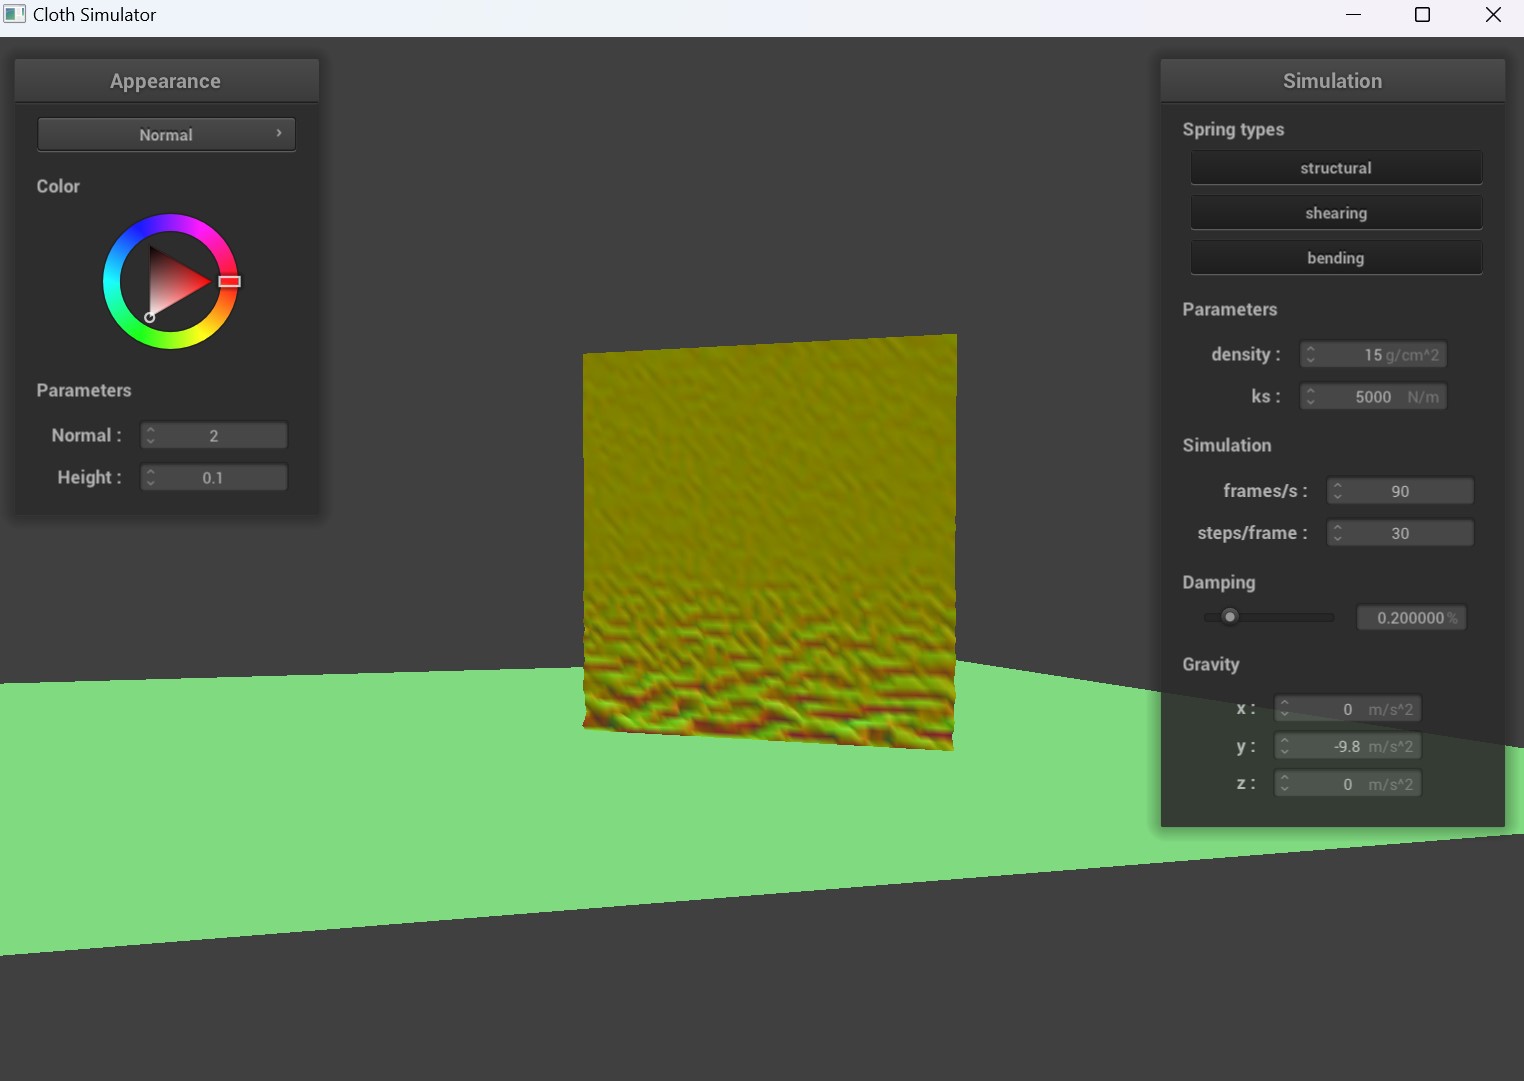 Cloth Simulator
Appearance
Normal
Color
Parameters
Normal : 2
Height : 0.1
Simulation
Spring types
structural
shearing
bending
Parameters
density : 15 g/cm^2
ks : 5000 N/m
Simulation
frames/s : 90
steps/frame : 30
Damping
0.200000 %
Gravity
x : 0 m/s^2
y : -9.8 m/s^2
z : 0 m/s^2